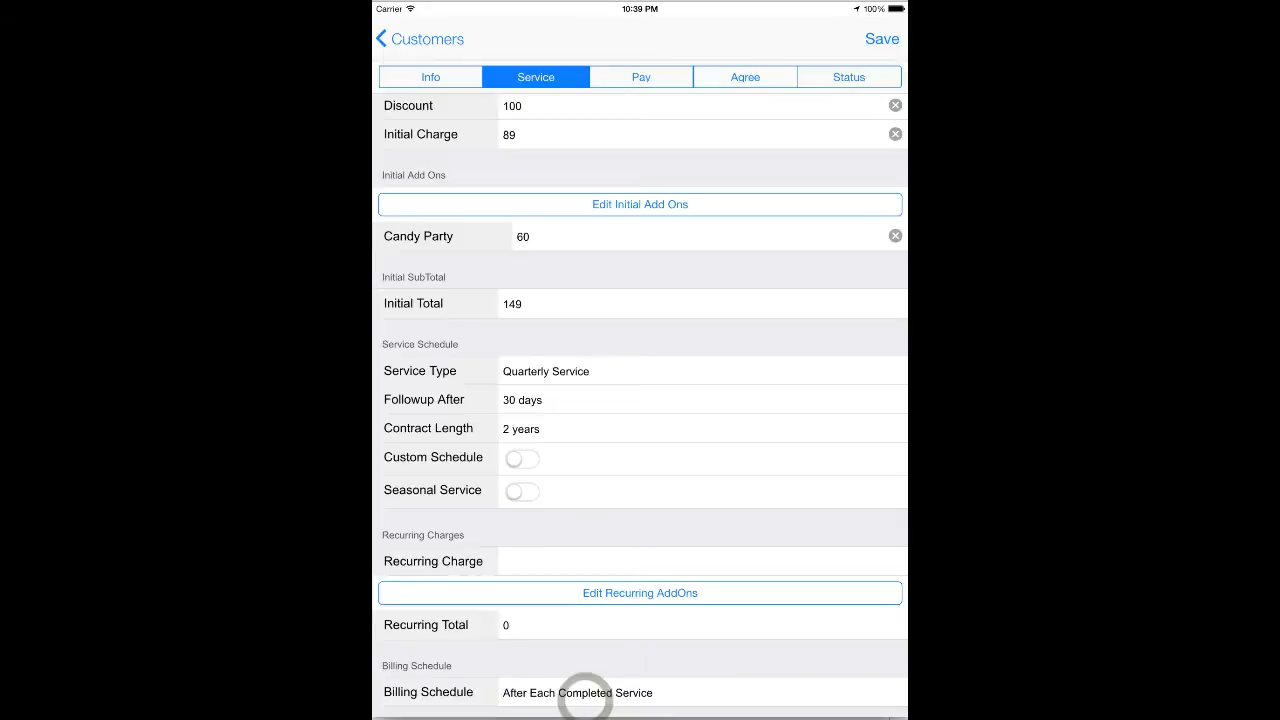 Carrier 10:39 PM 100%
Customers Save
Info Service Pay Agree Status
Discount 100
Initial Charge 89
Initial Add Ons
Edit Initial Add Ons
Candy Party 60
Initial SubTotal
Initial Total 149
Service Schedule
Service Type Quarterly Service
Followup After 30 days
Contract Length 2 years
Custom Schedule
Seasonal Service
Recurring Charges
Recurring Charge
Edit Recurring AddOns
Recurring Total 0
Billing Schedule
Billing Schedule After Each Completed Service